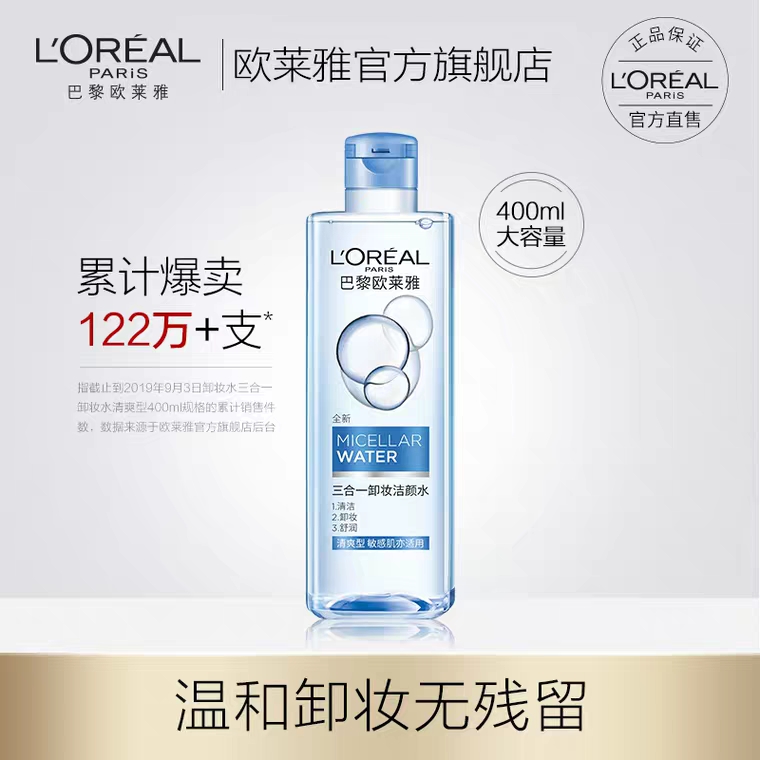 L'ORÉAL
PARiS
巴黎欧莱雅
欧莱雅官方旗舰店
正品保证
L'ORÉAL
PARiS
官方直售
400ml
大容量
累计爆卖
122万+支*
指截止到2019年9月3日卸妆水三合一
卸妆水清爽型400ml规格的累计销售件
数，数据来源于欧莱雅官方旗舰店后台
L'ORÉAL
PARiS
巴黎欧莱雅
全新
MICELLAR
WATER
三合一卸妆洁颜水
1.清洁
2.卸妆
3.舒润
清爽型 敏感肌亦适用
温和卸妆无残留